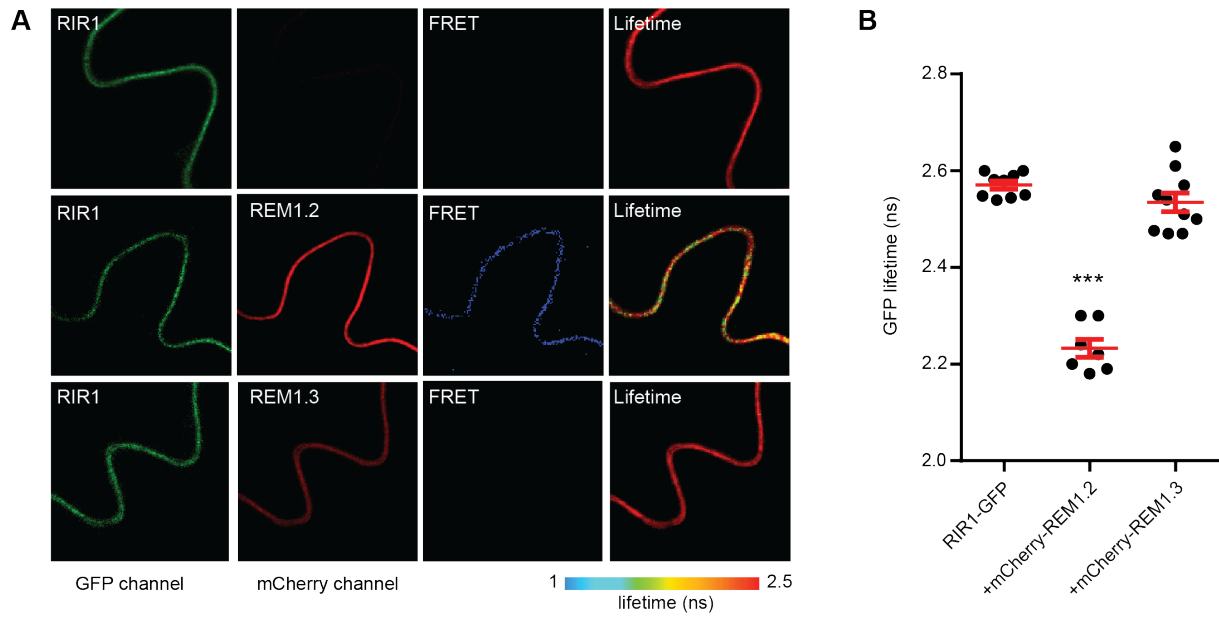 A
RIR1
FRET
Lifetime
RIR1
REM1.2
FRET
Lifetime
RIR1
REM1.3
FRET
Lifetime
GFP channel
mCherry channel
1
2.5
lifetime (ns)
B
2.8
2.6
2.4
2.2
2.0
GFP lifetime (ns)
***
RIR1-GFP
+mCherry-REM1.2
+mCherry-REM1.3